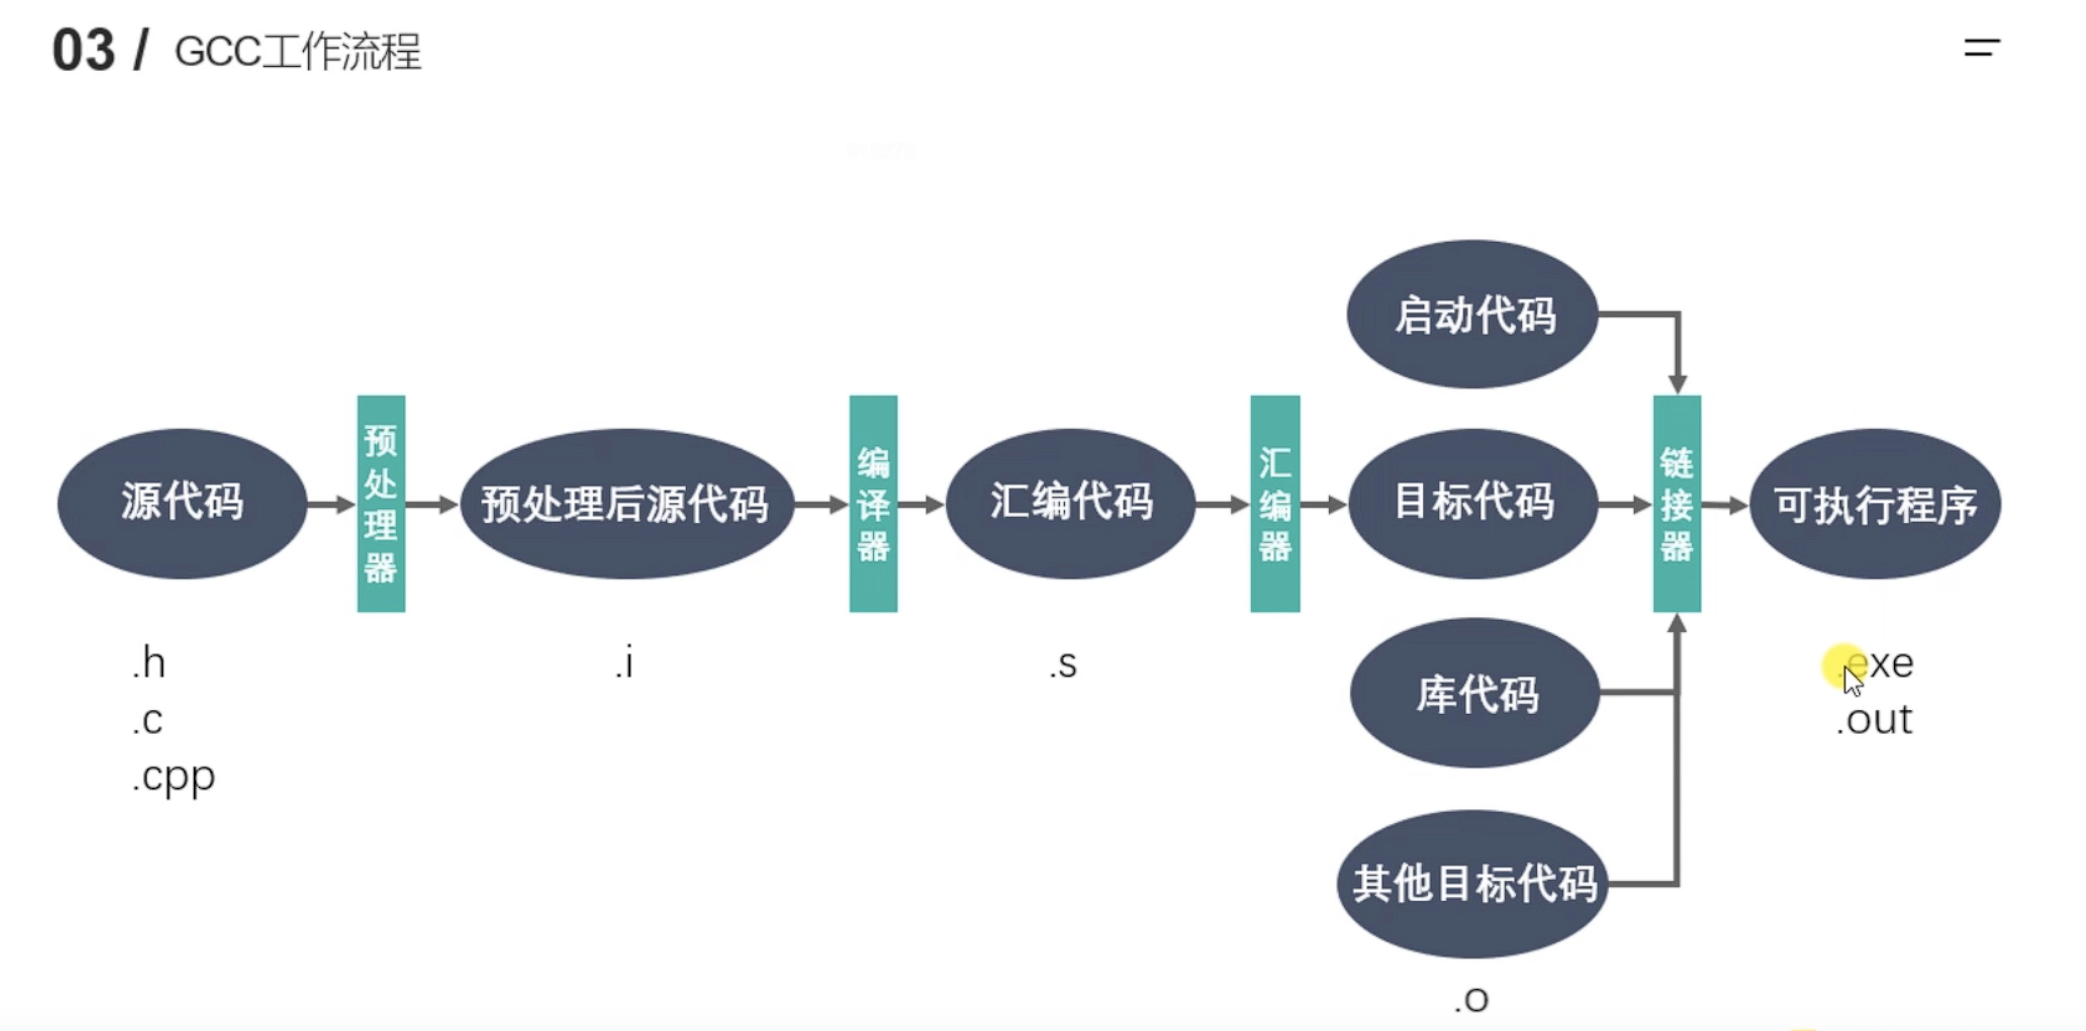 03 / GCC工作流程
启动代码
源代码
预处理器
预处理后源代码
编译器
汇编代码
汇编器
目标代码
链接器
可执行程序
.h
.c
.cpp
.i
.s
库代码
.exe
.out
其他目标代码
.o